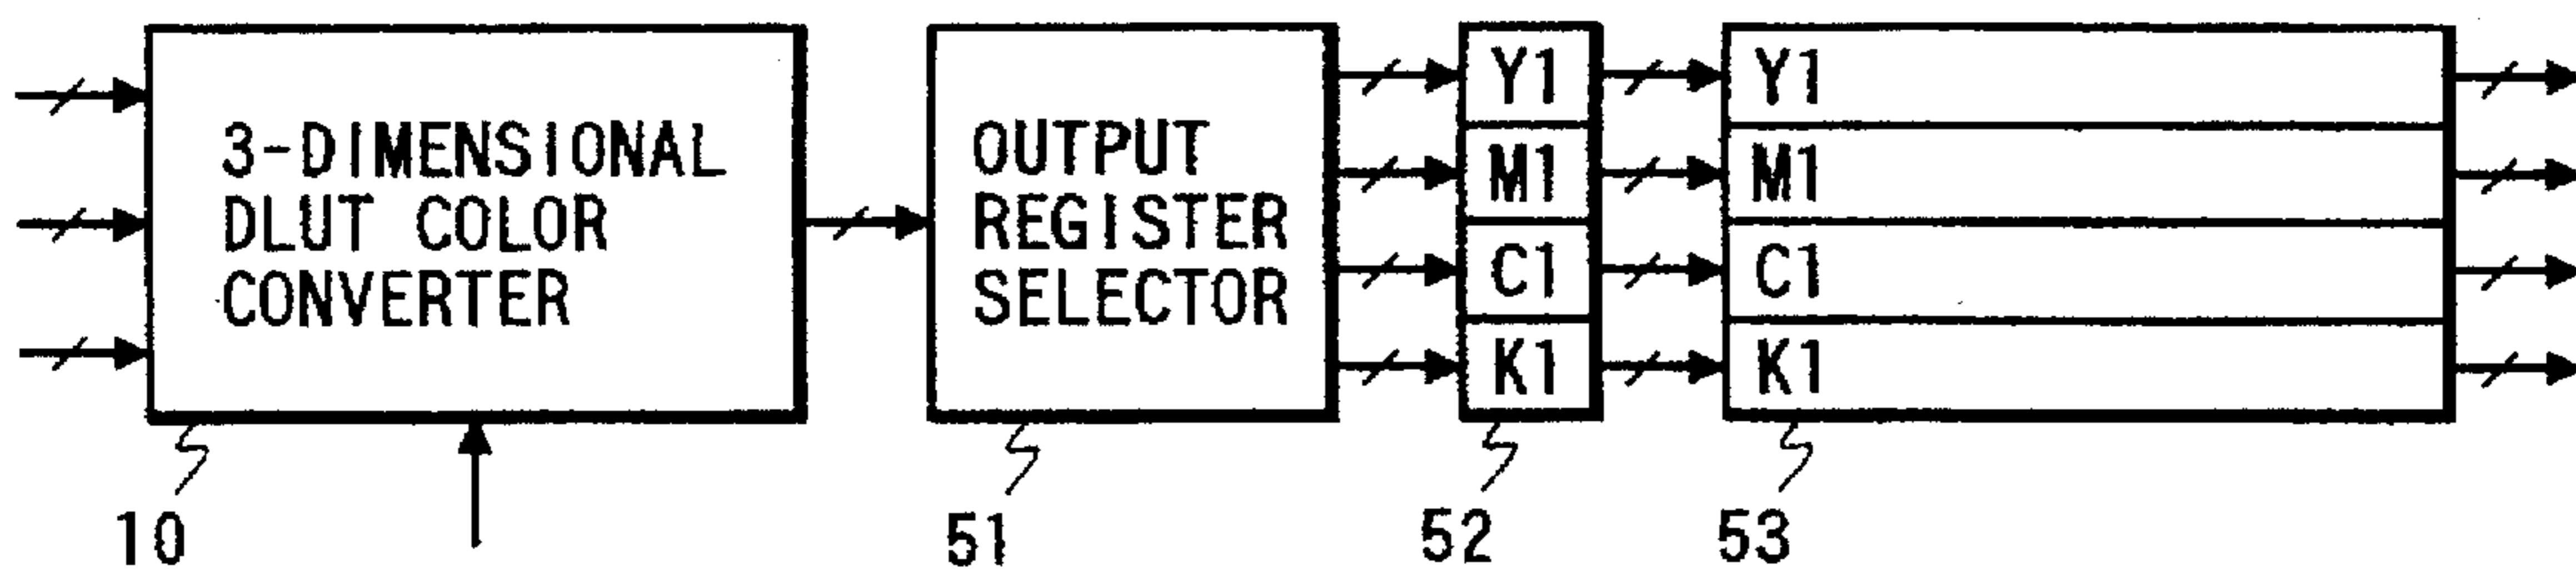 3-DIMENSIONAL
DLUT COLOR
CONVERTER
OUTPUT
REGISTER
SELECTOR
Y1
M1
C1
K1
Y1
M1
C1
K1
10
51
52
53